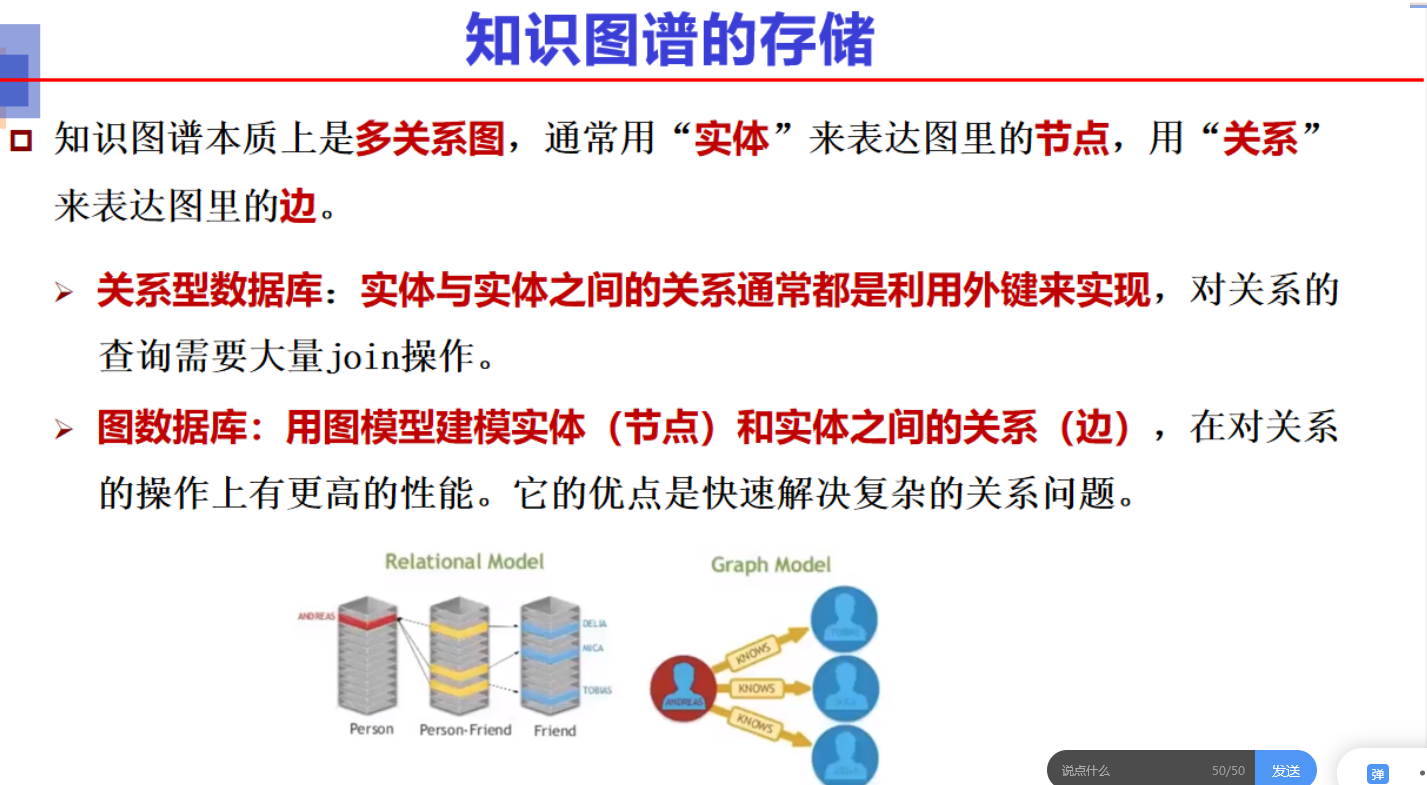 知识图谱的存储
知识图谱本质上是多关系图，通常用“实体”来表达图里的节点，用“关系”
来表达图里的边。
关系型数据库：实体与实体之间的关系通常都是利用外键来实现，对关系的
查询需要大量join操作。
图数据库：用图模型建模实体（节点）和实体之间的关系（边），在对关系
的操作上有更高的性能。它的优点是快速解决复杂的关系问题。
Relational Model
Graph Model
ANDREAS
DELIA
NICA
TOBIAS
Person
Person-Friend
Friend
KNOWS
KNOWS
KNOWS
ANDREAS
说点什么
50/50
发送
弹